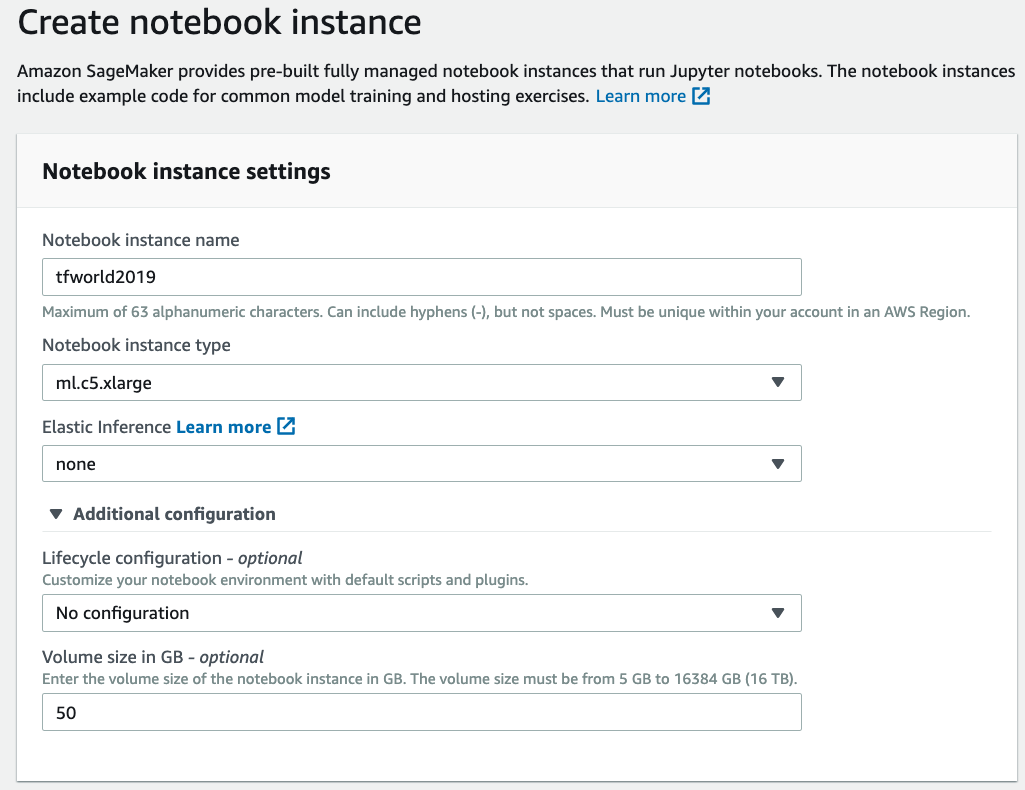 Create notebook instance
Amazon SageMaker provides pre-built fully managed notebook instances that run Jupyter notebooks. The notebook instances
include example code for common model training and hosting exercises. Learn more
Notebook instance settings
Notebook instance name
tfworld2019
Maximum of 63 alphanumeric characters. Can include hyphens (-), but not spaces. Must be unique within your account in an AWS Region.
Notebook instance type
ml.c5.xlarge
Elastic Inference Learn more
none
Additional configuration
Lifecycle configuration - optional
Customize your notebook environment with default scripts and plugins.
No configuration
Volume size in GB - optional
Enter the volume size of the notebook instance in GB. The volume size must be from 5 GB to 16384 GB (16 TB).
50